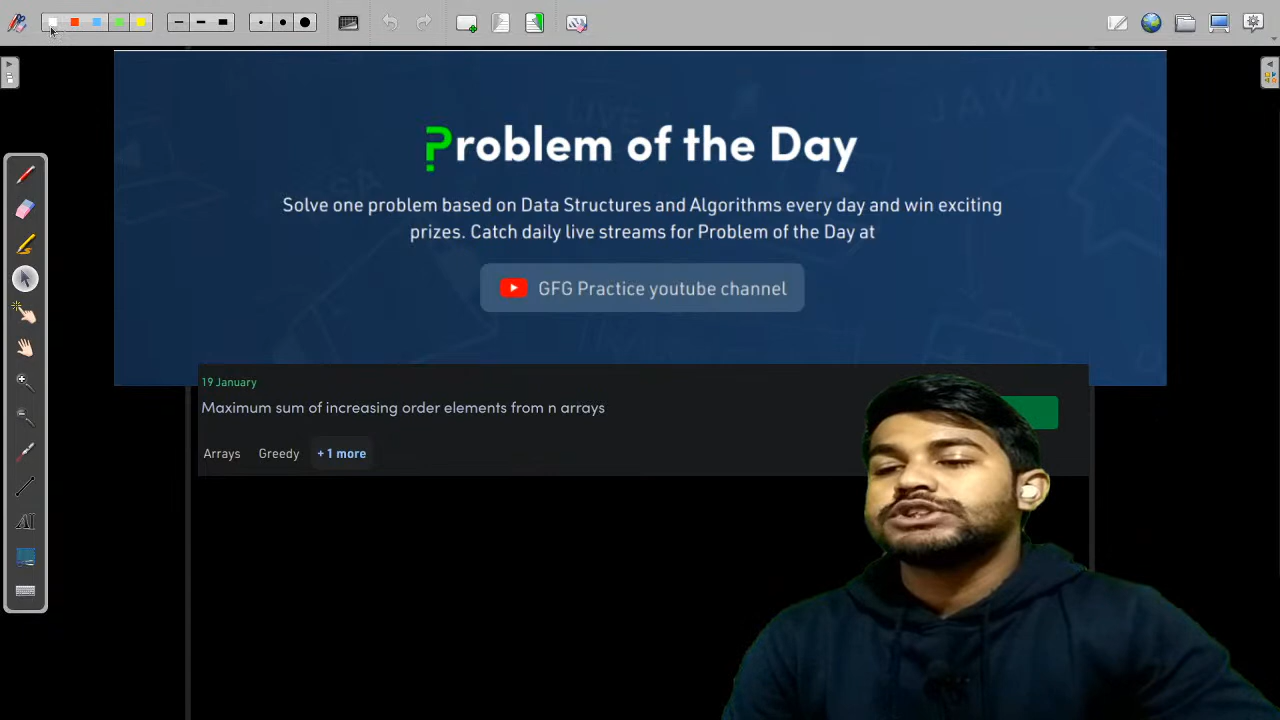 Problem of the Day
Solve one problem based on Data Structures and Algorithms every day and win exciting
prizes. Catch daily live streams for Problem of the Day at
GFG Practice youtube channel
19 January
Maximum sum of increasing order elements from n arrays
Arrays Greedy + 1 more